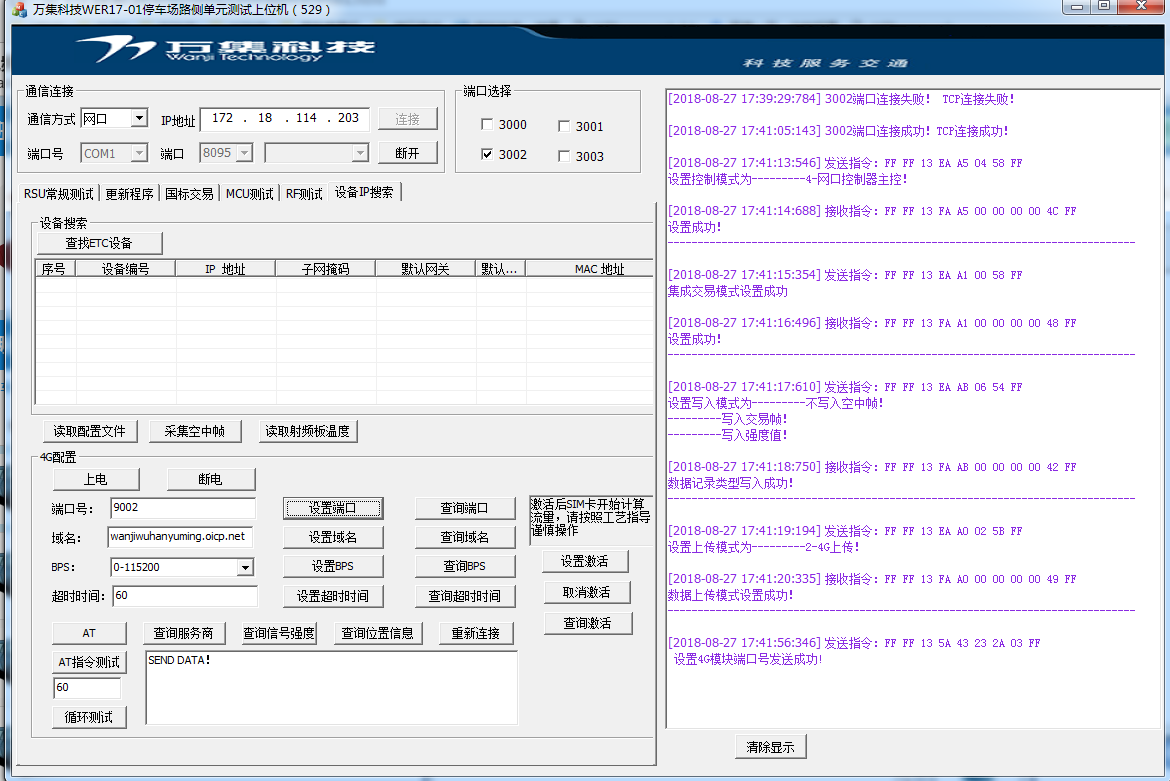 万集科技WER17-01停车场路侧单元测试上位机（529）
万集科技
Wanji Technology
科技服务交通
通信连接
通信方式 网口 IP地址 172 . 18 . 114 . 203 连接
端口号 COM1 端口 8095 断开
端口选择
3000 3001
3002 3003
RSU常规测试 更新程序 国标交易 MCU测试 RF测试 设备IP搜索
设备搜索
查找ETC设备
序号 设备编号 IP 地址 子网掩码 默认网关 默认... MAC 地址
读取配置文件 采集空中帧 读取射频板温度
4G配置
上电 断电
端口号： 9002 设置端口 查询端口
域名： wanjiwuhanyuming.oicp.net 设置域名 查询域名
BPS： 0-115200 设置BPS 查询BPS
超时时间： 60 设置超时时间 查询超时时间
激活后SIM卡开始计算
流量，请按照工艺指导
谨慎操作
设置激活
取消激活
查询激活
AT 查询服务商 查询信号强度 查询位置信息 重新连接
AT指令测试 SEND DATA!
60
循环测试
[2018-08-27 17:39:29:784] 3002端口连接失败! TCP连接失败!
[2018-08-27 17:41:05:143] 3002端口连接成功! TCP连接成功!
[2018-08-27 17:41:13:546] 发送指令: FF FF 13 EA A5 04 58 FF
设置控制模式为---------4-网口控制器主控!
[2018-08-27 17:41:14:688] 接收指令: FF FF 13 FA A5 00 00 00 00 4C FF
设置成功!
------------------------------------------------------------------------------
[2018-08-27 17:41:15:354] 发送指令: FF FF 13 EA A1 00 58 FF
集成交易模式设置成功
[2018-08-27 17:41:16:496] 接收指令: FF FF 13 FA A1 00 00 00 00 48 FF
设置成功!
------------------------------------------------------------------------------
[2018-08-27 17:41:17:610] 发送指令: FF FF 13 EA AB 06 54 FF
设置写入模式为---------不写入空中帧!
---------写入交易帧!
---------写入强度值!
[2018-08-27 17:41:18:750] 接收指令: FF FF 13 FA AB 00 00 00 00 42 FF
数据记录类型写入成功!
------------------------------------------------------------------------------
[2018-08-27 17:41:19:194] 发送指令: FF FF 13 EA A0 02 5B FF
设置上传模式为---------2-4G上传!
[2018-08-27 17:41:20:335] 接收指令: FF FF 13 FA A0 00 00 00 00 49 FF
数据上传模式设置成功!
------------------------------------------------------------------------------
[2018-08-27 17:41:56:346] 发送指令: FF FF 13 5A 43 23 2A 03 FF
设置4G模块端口号发送成功!
清除显示